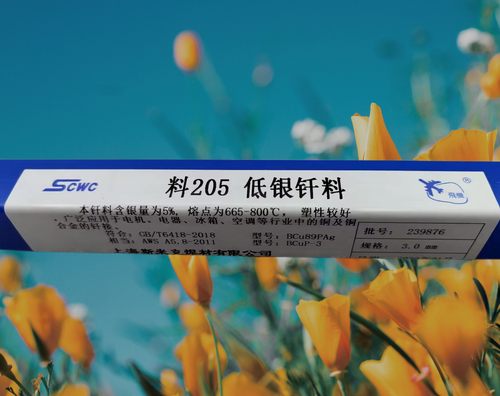 SCWC
料205 低银钎料
本钎料含银量为5%，熔点为665-800℃， 塑性较好
，广泛应用于电机、电器、冰箱、空调等行业中的铜及铜
合金的钎接。
符合: GB/T6418-2018 型号: BCu89PAg
相当: AWS A5.8-2011 型号: BCuP-3
飛機®
批号: 239876
规格: 3.0